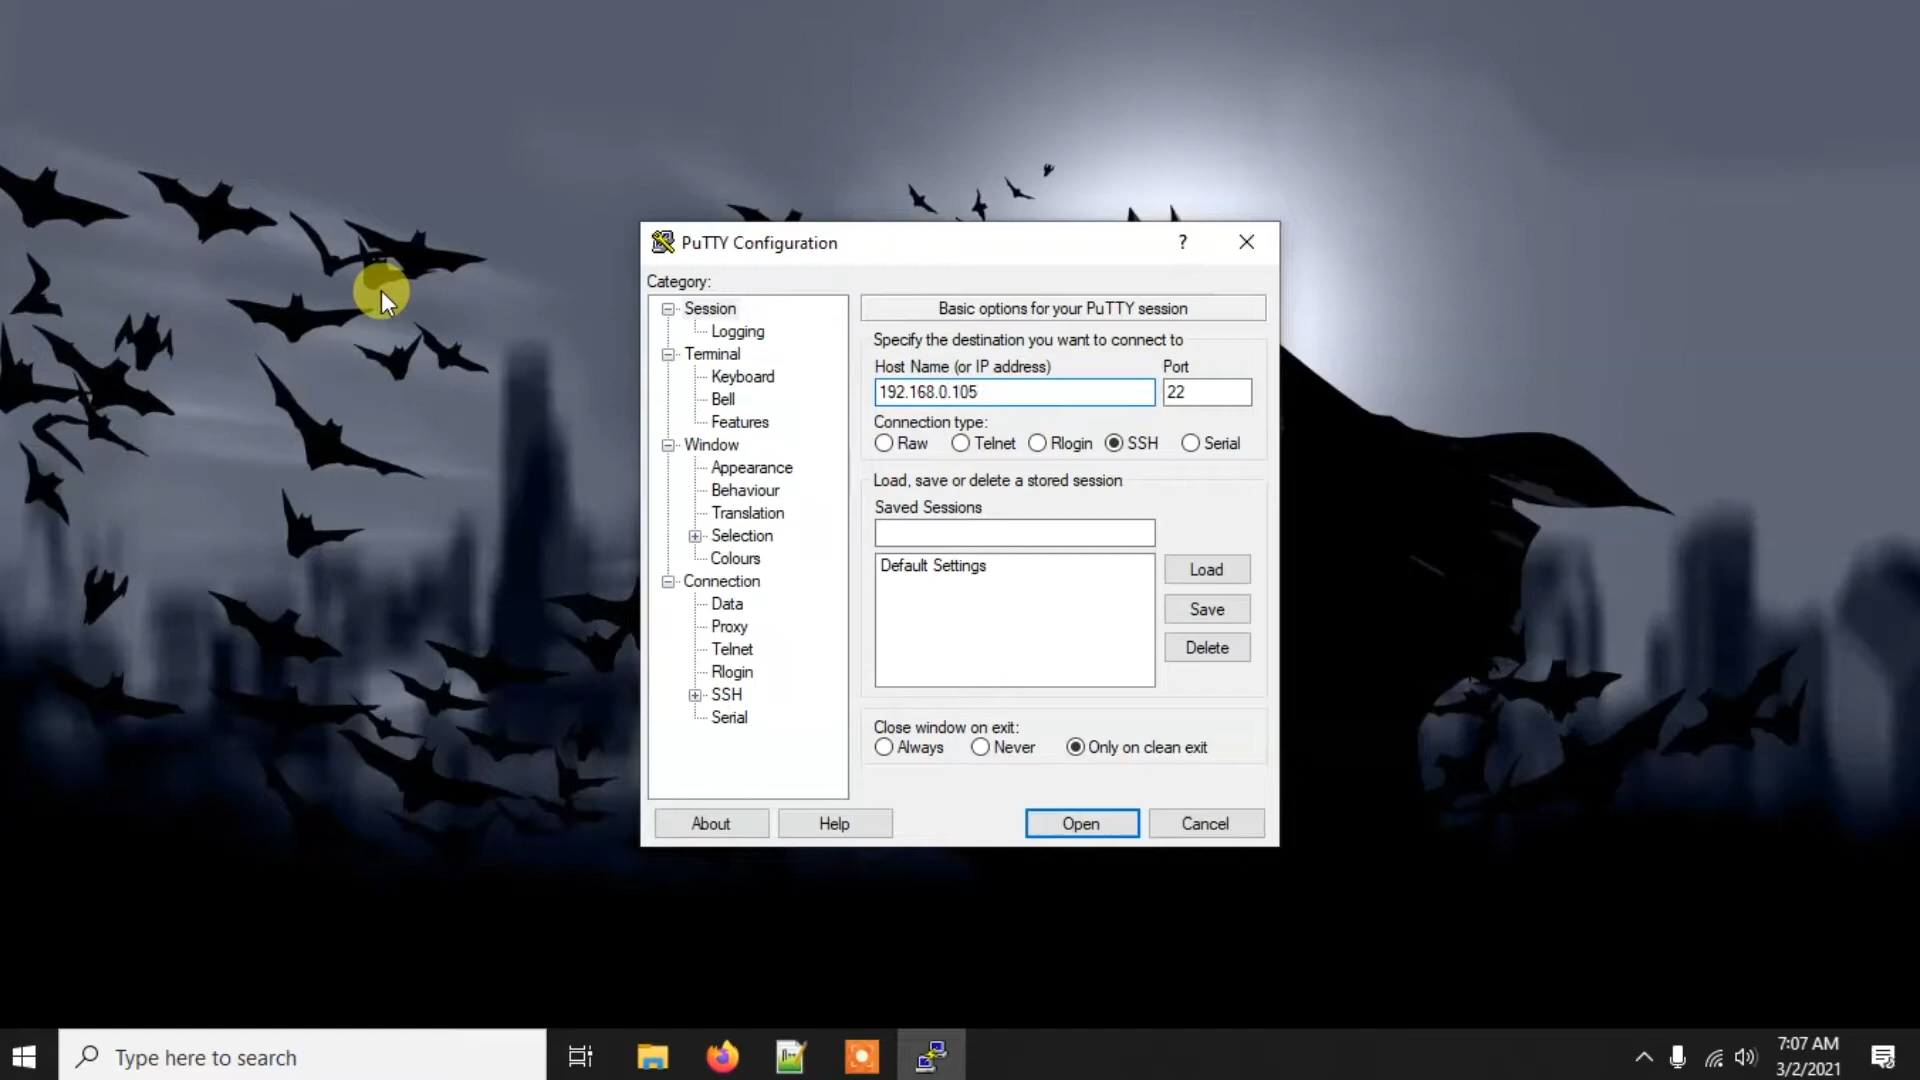 PuTTY Configuration
?
Category:
Session
Logging
Terminal
Keyboard
Bell
Features
Window
Appearance
Behaviour
Translation
Selection
Colours
Connection
Data
Proxy
Telnet
Rlogin
SSH
Serial
Basic options for your PuTTY session
Specify the destination you want to connect to
Host Name (or IP address) Port
192.168.0.105 22
Connection type:
Raw Telnet Rlogin SSH Serial
Load, save or delete a stored session
Saved Sessions
Default Settings
Load
Save
Delete
Close window on exit:
Always Never Only on clean exit
About Help Open Cancel
Type here to search
7:07 AM
3/2/2021